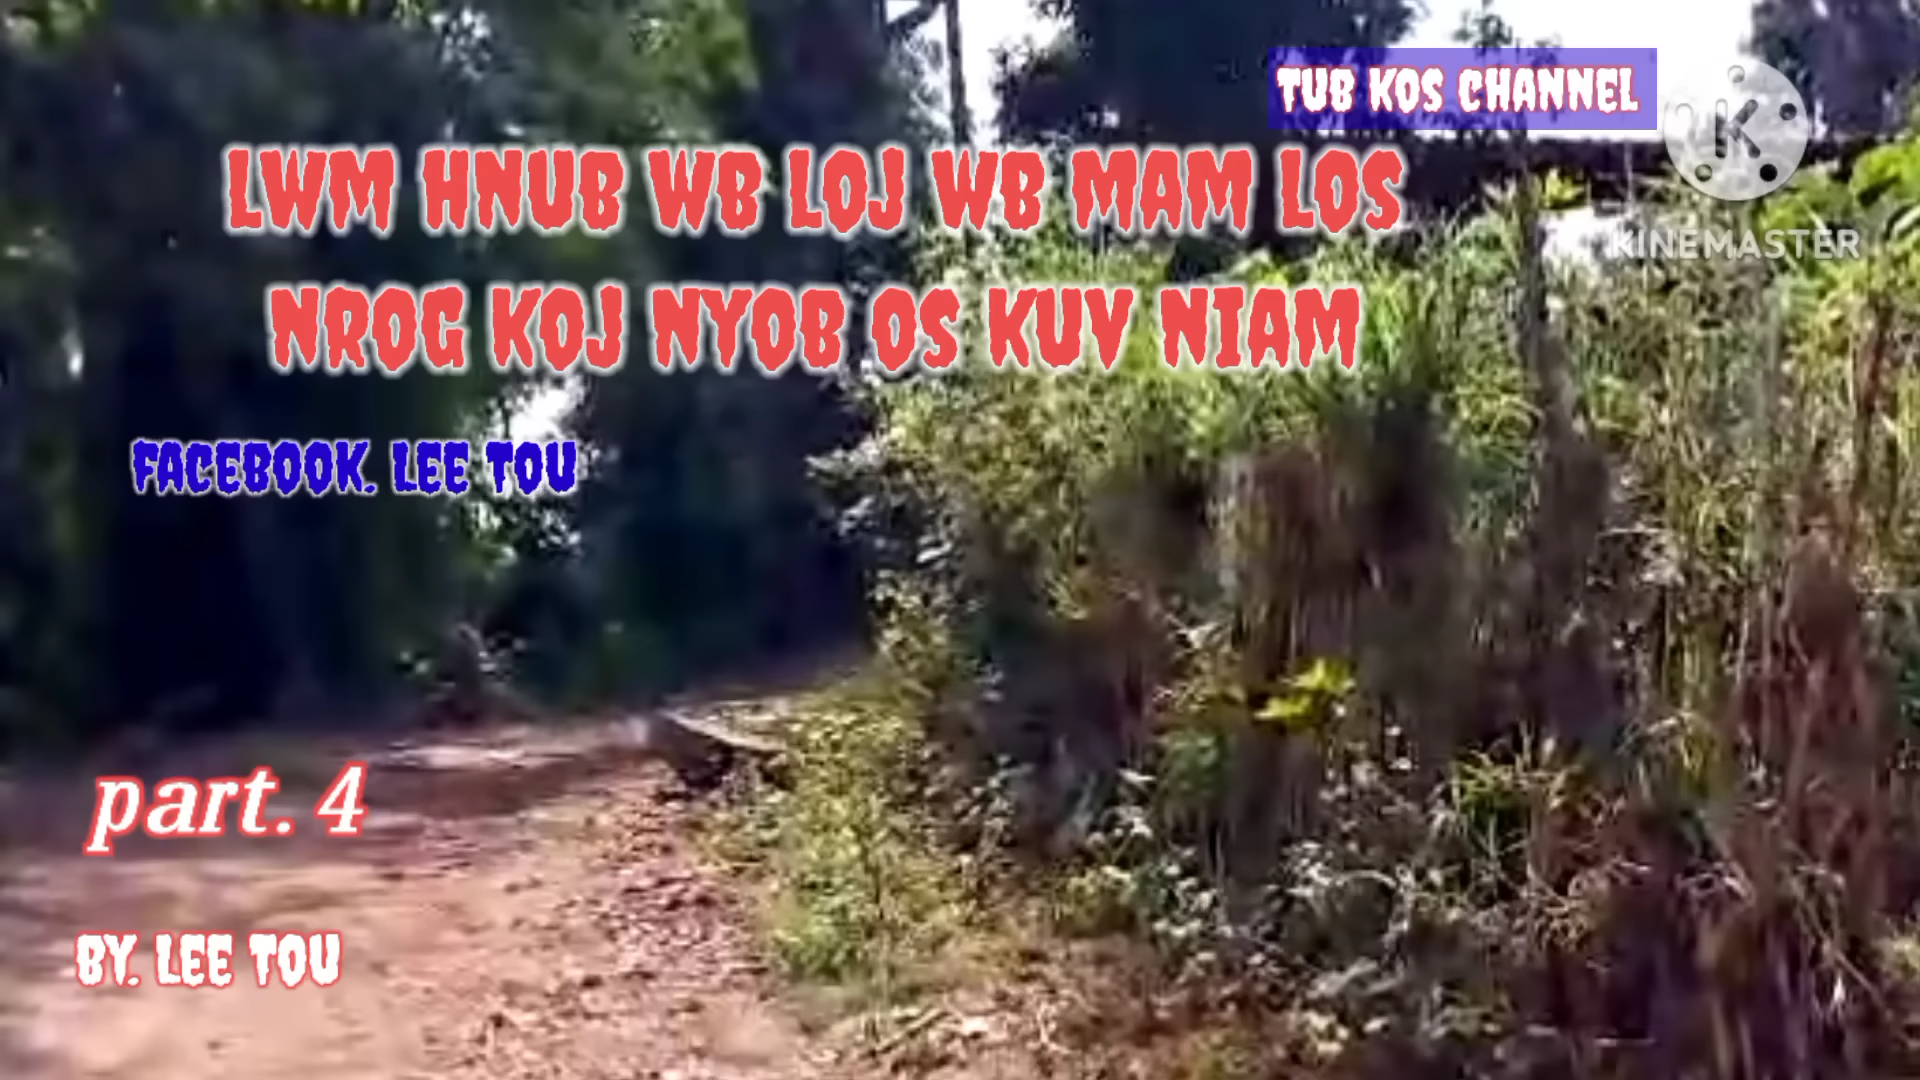 TUB KOS CHANNEL
LWM HNUB WB LOJ WB MAM LOS
NROG KOJ NYOB OS KUV NIAM
KINEMASTER
FACEBOOK. LEE TOU
part. 4
BY. LEE TOU